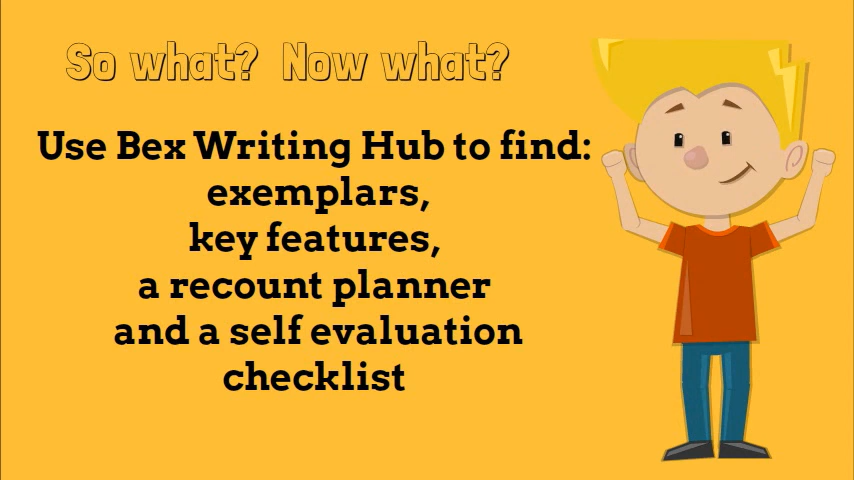 So what? Now what?
Use Bex Writing Hub to find:
exemplars,
key features,
a recount planner
and a self evaluation
checklist